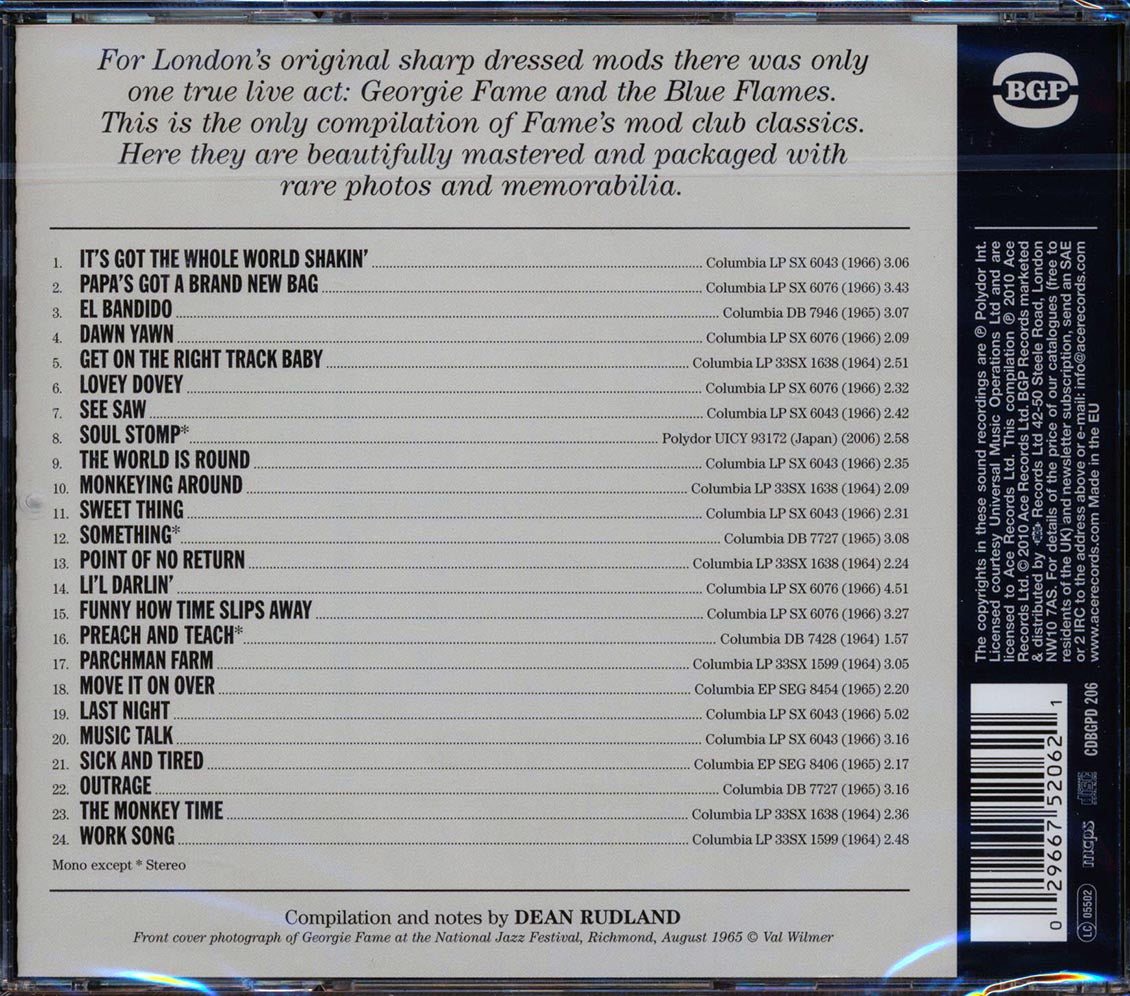 For London's original sharp dressed mods there was only
one true live act: Georgie Fame and the Blue Flames.
This is the only compilation of Fame's mod club classics.
Here they are beautifully mastered and packaged with
rare photos and memorabilia.
1. IT'S GOT THE WHOLE WORLD SHAKIN' Columbia LP SX 6043 (1966) 3.06
2. PAPA'S GOT A BRAND NEW BAG Columbia LP SX 6076 (1966) 3.43
3. EL BANDIDO Columbia DB 7946 (1965) 3.07
4. DAWN YAWN Columbia LP SX 6076 (1966) 2.09
5. GET ON THE RIGHT TRACK BABY Columbia LP 33SX 1638 (1964) 2.51
6. LOVEY DOVEY Columbia LP SX 6076 (1966) 2.32
7. SEE SAW Columbia LP SX 6043 (1966) 2.42
8. SOUL STOMP* Polydor UICY 93172 (Japan) (2006) 2.58
9. THE WORLD IS ROUND Columbia LP SX 6043 (1966) 2.35
10. MONKEYING AROUND Columbia LP 33SX 1638 (1964) 2.09
11. SWEET THING Columbia LP SX 6043 (1966) 2.31
12. SOMETHING* Columbia DB 7727 (1965) 3.08
13. POINT OF NO RETURN Columbia LP 33SX 1638 (1964) 2.24
14. LI'L DARLIN' Columbia LP SX 6076 (1966) 4.51
15. FUNNY HOW TIME SLIPS AWAY Columbia LP SX 6076 (1966) 3.27
16. PREACH AND TEACH* Columbia DB 7428 (1964) 1.57
17. PARCHMAN FARM Columbia LP 33SX 1599 (1964) 3.05
18. MOVE IT ON OVER Columbia EP SEG 8454 (1965) 2.20
19. LAST NIGHT Columbia LP SX 6043 (1966) 5.02
20. MUSIC TALK Columbia LP SX 6043 (1966) 3.16
21. SICK AND TIRED Columbia EP SEG 8406 (1965) 2.17
22. OUTRAGE Columbia DB 7727 (1965) 3.16
23. THE MONKEY TIME Columbia LP 33SX 1638 (1964) 2.36
24. WORK SONG Columbia LP 33SX 1599 (1964) 2.48
Mono except * Stereo
Compilation and notes by DEAN RUDLAND
Front cover photograph of Georgie Fame at the National Jazz Festival, Richmond, August 1965 © Val Wilmer
BGP
The copyrights in these sound recordings are ℗ Polydor Int.
Licensed courtesy Universal Music Operations Ltd and are
licensed to Ace Records Ltd. This compilation ℗ 2010 Ace
Records Ltd. © 2010 Ace Records Ltd. BGP Records marketed
& distributed by Records Ltd 42-50 Steele Road, London
NW10 7AS. For details of the price of our catalogues (free to
residents of the UK) and newsletter subscription, send an SAE
or 2 IRC to the address above or e-mail: info@acerecords.com
www.acerecords.com Made in the EU
0 29667 52062 1
CDBGPD 206
disc
mcps
LC 05502